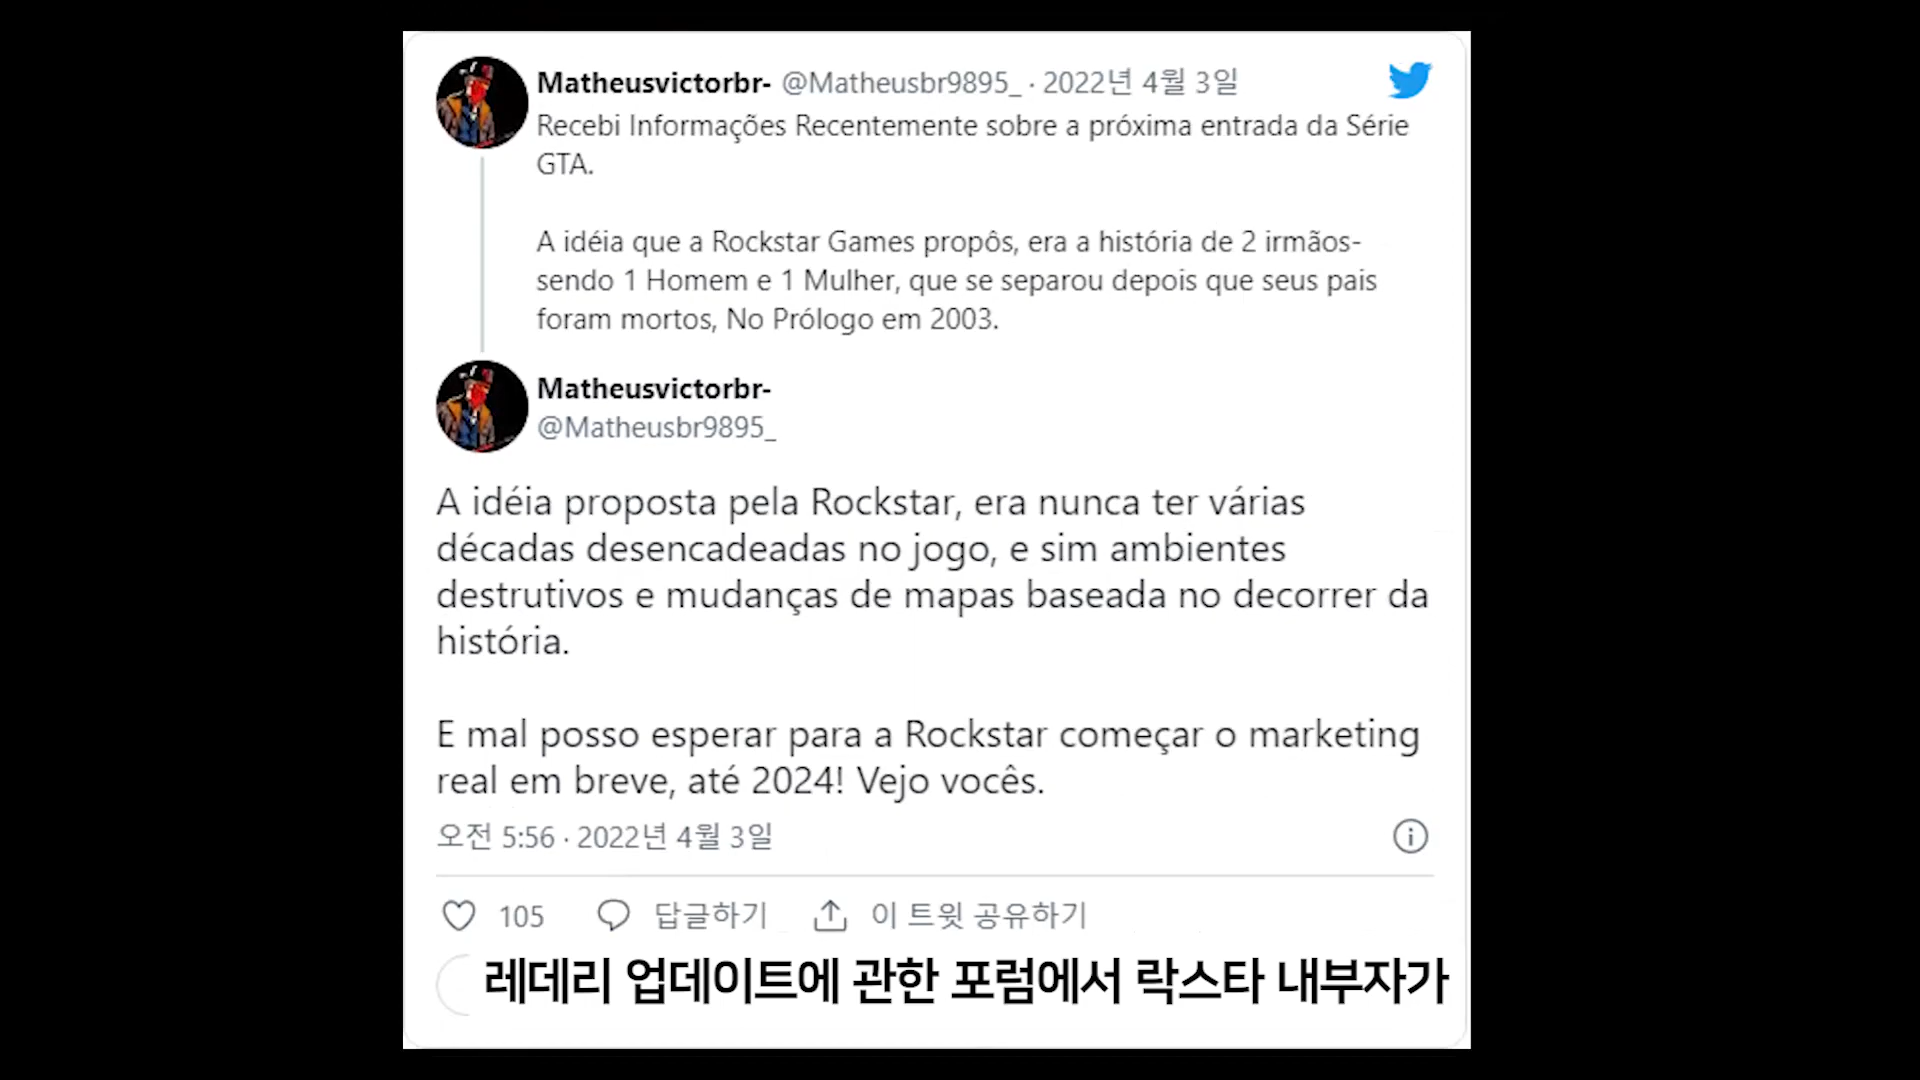 Matheusvictorbr- @Matheusbr9895_ · 2022년 4월 3일
Recebi Informações Recentemente sobre a próxima entrada da Série
GTA.
A idéia que a Rockstar Games propôs, era a história de 2 irmãos-
sendo 1 Homem e 1 Mulher, que se separou depois que seus pais
foram mortos, No Prólogo em 2003.
Matheusvictorbr-
@Matheusbr9895_
A idéia proposta pela Rockstar, era nunca ter várias
décadas desencadeadas no jogo, e sim ambientes
destrutivos e mudanças de mapas baseada no decorrer da
história.
E mal posso esperar para a Rockstar começar o marketing
real em breve, até 2024! Vejo vocês.
오전 5:56 · 2022년 4월 3일
105 답글하기 이 트윗 공유하기
레데리 업데이트에 관한 포럼에서 락스타 내부자가